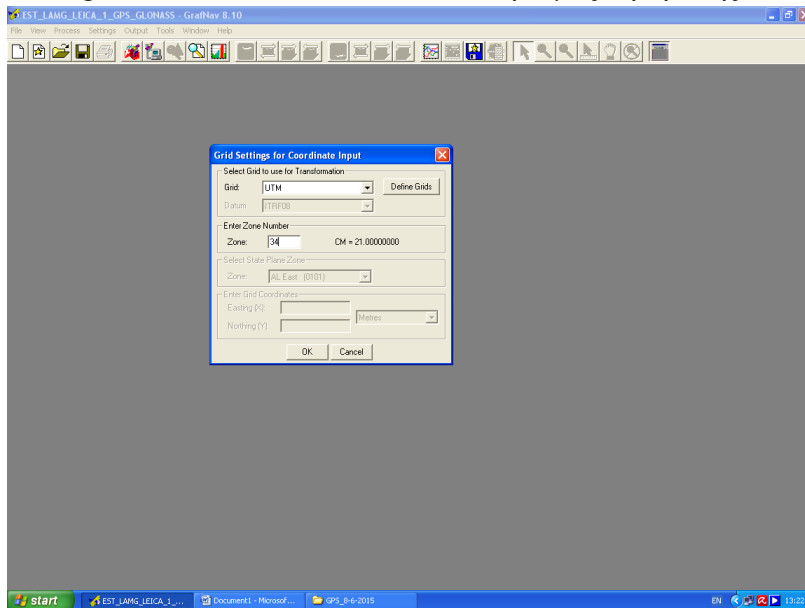 EST_LAMG_LEICA_1_GPS_GLONASS - GrafNav 8.10
File View Process Settings Output Tools Window Help
Grid Settings for Coordinate Input
Select Grid to use for Transformation
Grid: UTM Define Grids
Datum ITRF08
Enter Zone Number
Zone: 34 CM = 21.00000000
Select State Plane Zone
Zone: AL East (0101)
Enter Grid Coordinates
Easting (X):
Metres
Northing (Y):
OK Cancel
start EST_LAMG_LEICA_1_... Document1 - Microsof... GPS_8-6-2015 EN 13:22